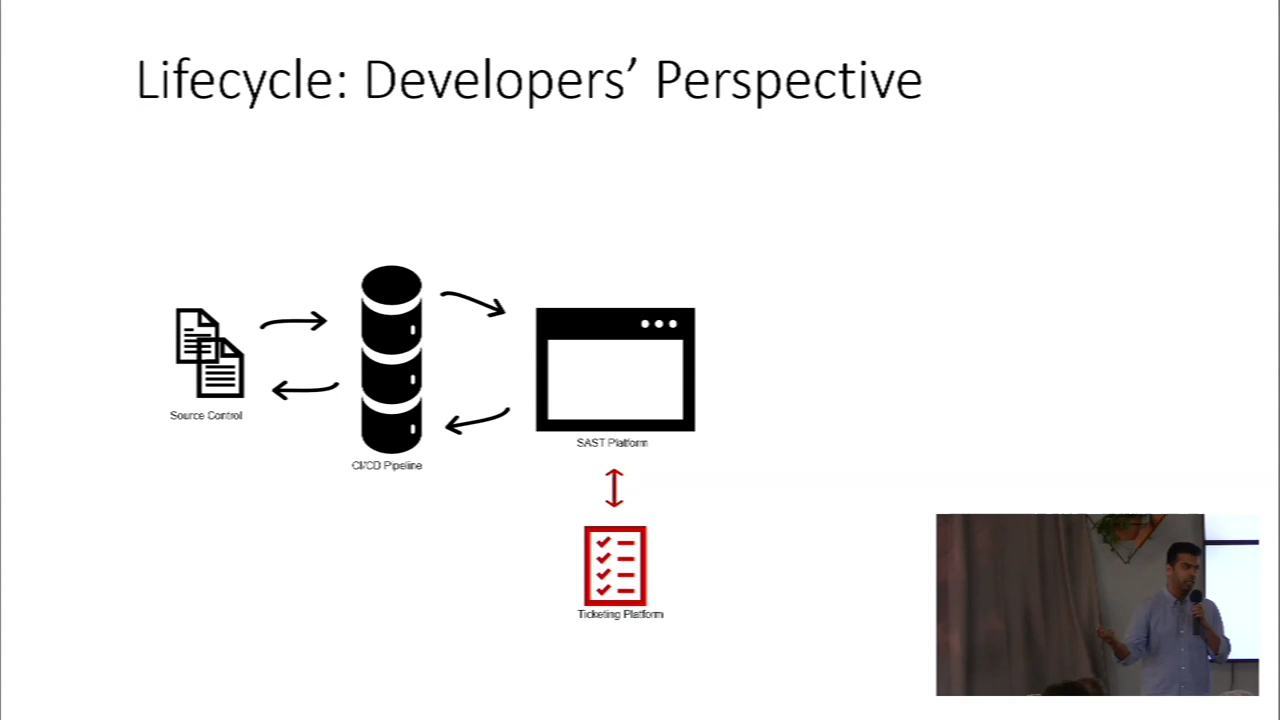 Lifecycle: Developers’ Perspective
Source Control
CI/CD Pipeline
SAST Platform
Ticketing Platform